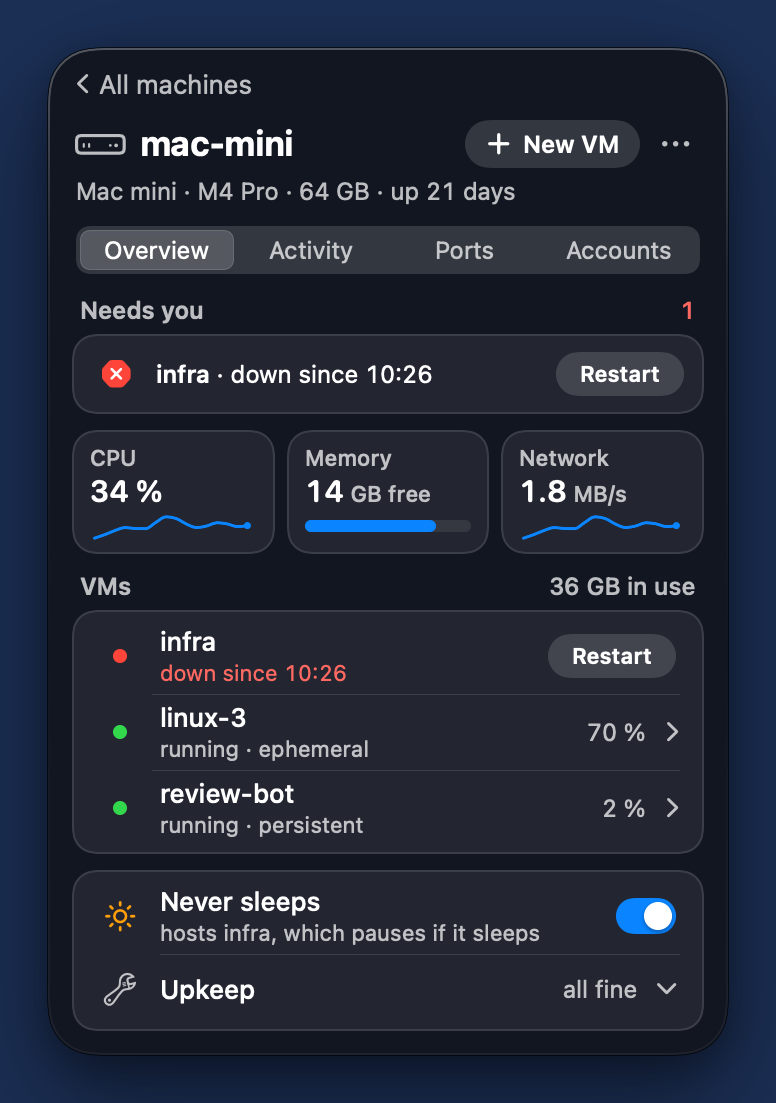 All machines
mac-mini
New VM
Mac mini · M4 Pro · 64 GB · up 21 days
Overview Activity Ports Accounts
Needs you 1
infra · down since 10:26 Restart
CPU Memory Network
34 % 14 GB free 1.8 MB/s
VMs 36 GB in use
infra
down since 10:26
Restart
linux-3
running · ephemeral
70 %
review-bot
running · persistent
2 %
Never sleeps
hosts infra, which pauses if it sleeps
Upkeep all fine